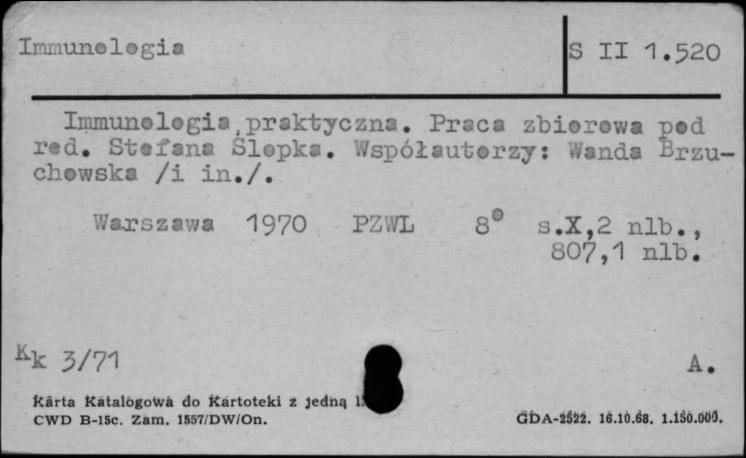 Immunologia
S II 1.520
Immunologia praktyczna. Praca zbiorowa pod
red. Stefana Ślopka. Współautorzy: Wanda Brzu-
chowska /i in./.
Warszawa 1970 PZWL 8° s.X,2 nlb.,
807,1 nlb.
Kk 3/71
A.
Karta Katalogowa do Kartoteki z jedną
CWD B-15c. Zam. 1557/DW/On.
GDA-2522. 16.10.68. 1.150.000.